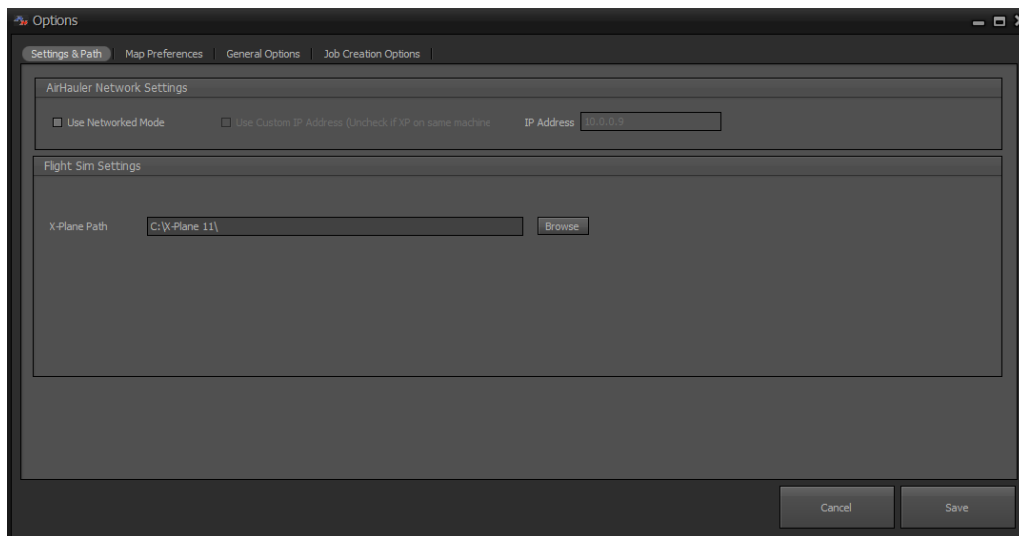 Options
Settings & Path Map Preferences General Options Job Creation Options
AirHauler Network Settings
Use Networked Mode Use Custom IP Address (Uncheck if XP on same machine IP Address 10.0.0.9
Flight Sim Settings
X-Plane Path C:\X-Plane 11\ Browse
Cancel Save